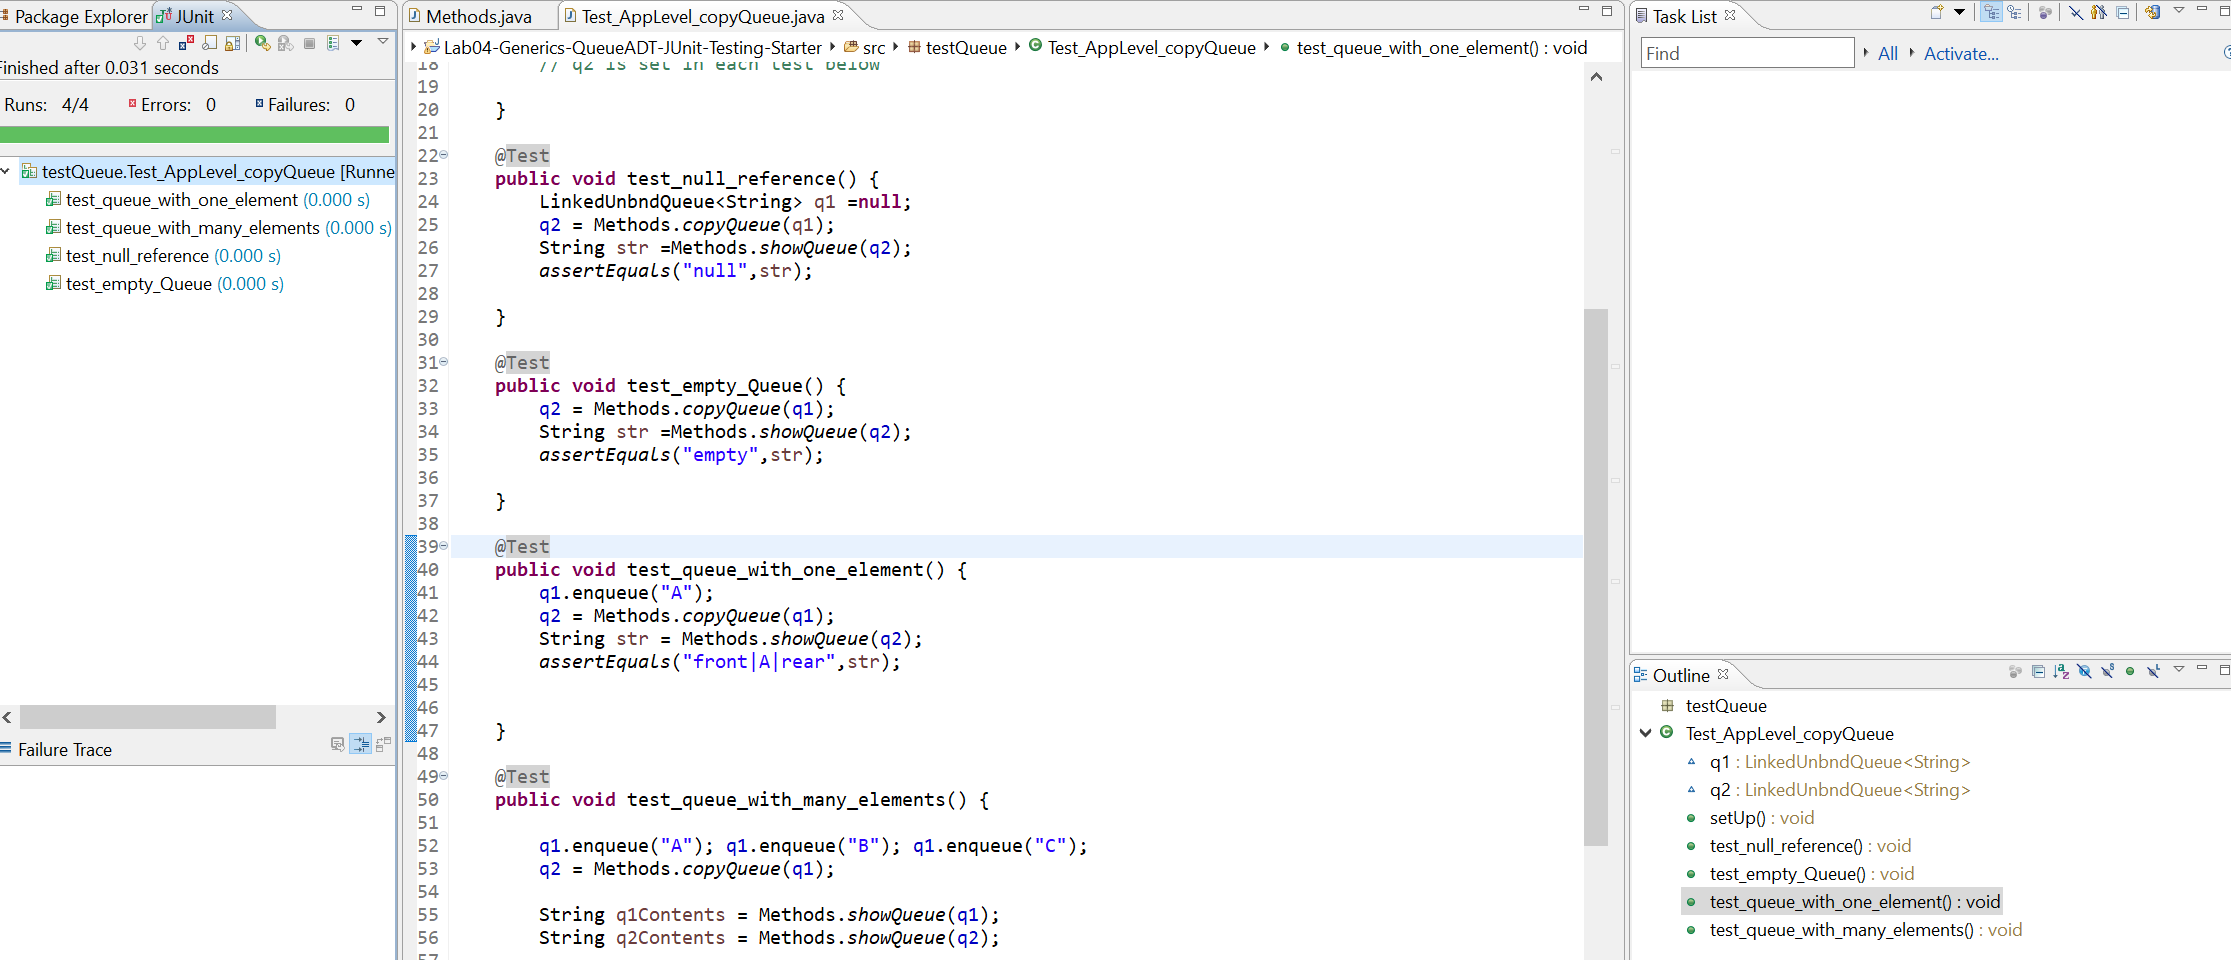 Package Explorer JUnit
Finished after 0.031 seconds
Runs: 4/4 Errors: 0 Failures: 0
testQueue.Test_AppLevel_copyQueue [Runne
test_queue_with_one_element (0.000 s)
test_queue_with_many_elements (0.000 s)
test_null_reference (0.000 s)
test_empty_Queue (0.000 s)
Failure Trace
Methods.java Test_AppLevel_copyQueue.java
Lab04-Generics-QueueADT-JUnit-Testing-Starter src testQueue Test_AppLevel_copyQueue test_queue_with_one_element() : void
18 // q2 is set in each test below
19
20 }
21
22 @Test
23 public void test_null_reference() {
24 LinkedUnbndQueue<String> q1 =null;
25 q2 = Methods.copyQueue(q1);
26 String str =Methods.showQueue(q2);
27 assertEquals("null",str);
28
29 }
30
31 @Test
32 public void test_empty_Queue() {
33 q2 = Methods.copyQueue(q1);
34 String str =Methods.showQueue(q2);
35 assertEquals("empty",str);
36
37 }
38
39 @Test
40 public void test_queue_with_one_element() {
41 q1.enqueue("A");
42 q2 = Methods.copyQueue(q1);
43 String str = Methods.showQueue(q2);
44 assertEquals("front|A|rear",str);
45
46
47 }
48
49 @Test
50 public void test_queue_with_many_elements() {
51
52 q1.enqueue("A"); q1.enqueue("B"); q1.enqueue("C");
53 q2 = Methods.copyQueue(q1);
54
55 String q1Contents = Methods.showQueue(q1);
56 String q2Contents = Methods.showQueue(q2);
57
Task List
Find All Activate...
Outline
testQueue
Test_AppLevel_copyQueue
q1 : LinkedUnbndQueue<String>
q2 : LinkedUnbndQueue<String>
setUp() : void
test_null_reference() : void
test_empty_Queue() : void
test_queue_with_one_element() : void
test_queue_with_many_elements() : void